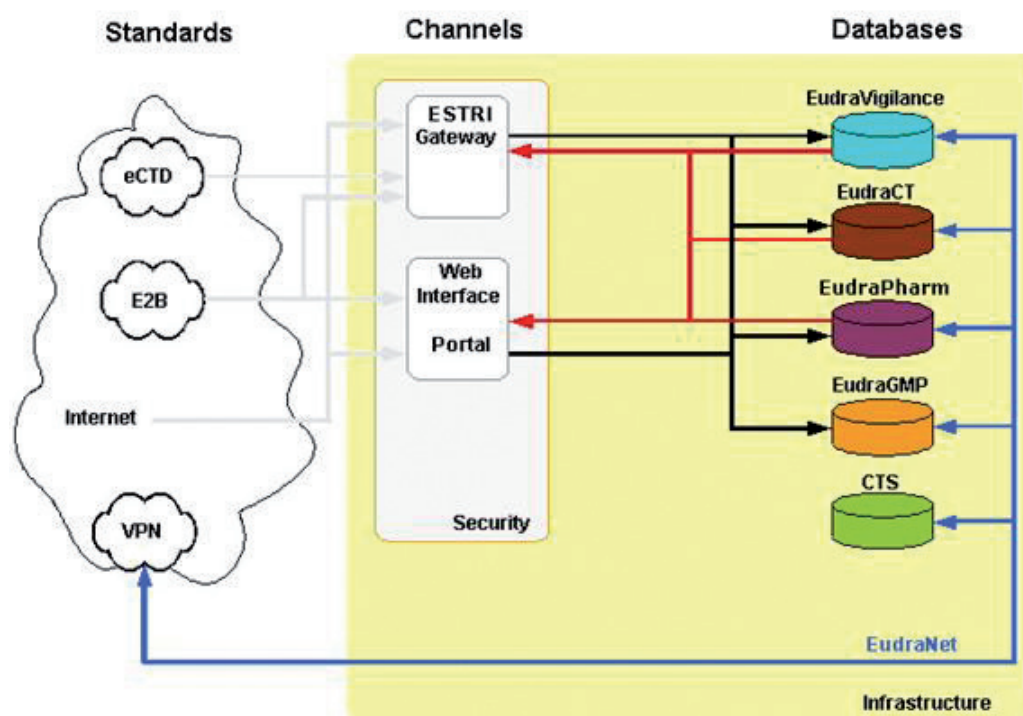 Standards
Channels
Databases
EudraVigilance
ESTRI
Gateway
eCTD
EudraCT
Web
Interface
E2B
EudraPharm
Portal
EudraGMP
Internet
CTS
VPN
Security
EudraNet
Infrastructure